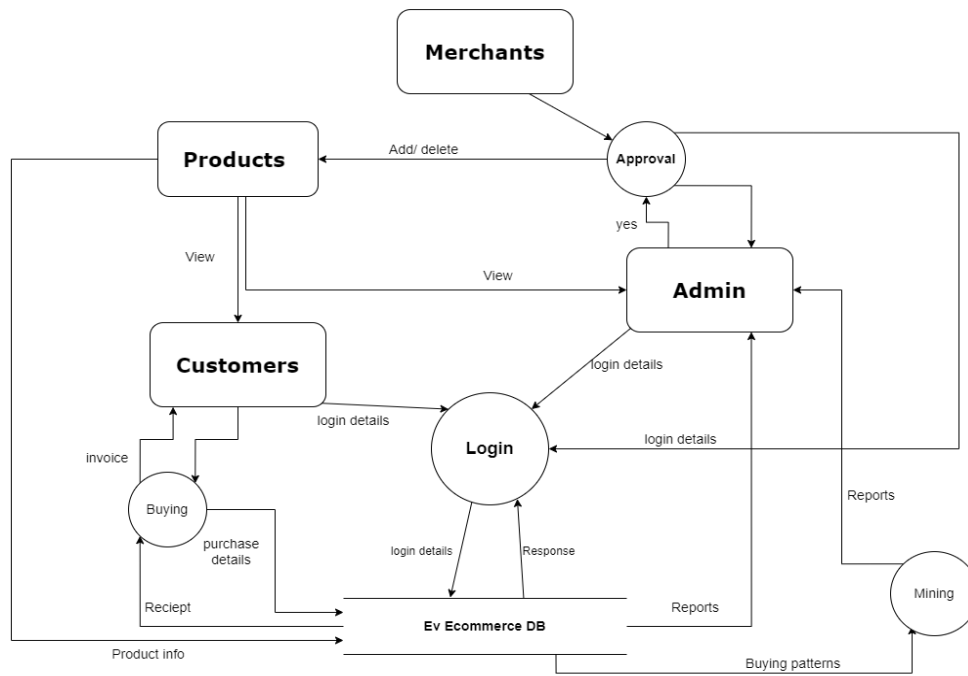 Merchants
Products
Add/ delete
Approval
yes
View
View
Admin
Customers
login details
login details
Login
login details
invoice
Buying
purchase
details
login details
Response
Reports
Mining
Reciept
Ev Ecommerce DB
Reports
Product info
Buying patterns